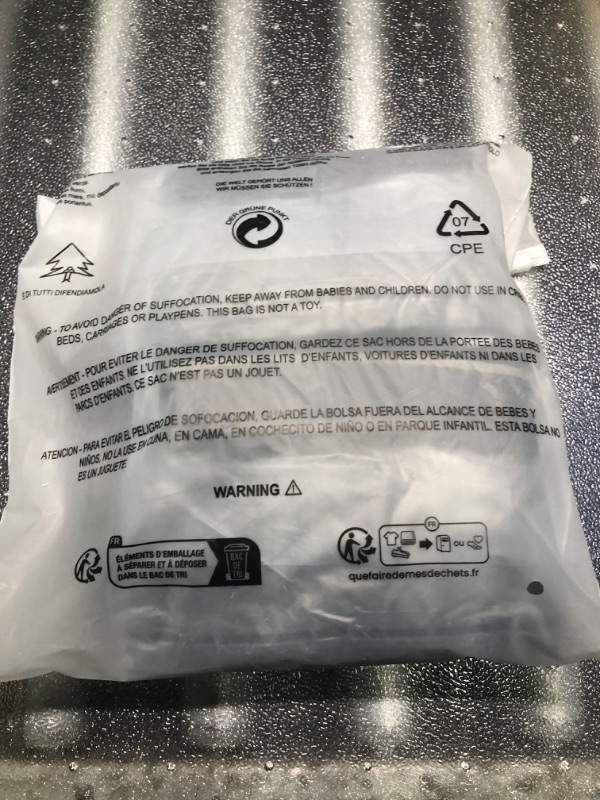 DIE WELT GEHÖRT UNS ALLEN
WIR MÜSSEN SIE SCHÜTZEN !
DER GRÜNE PUNKT
07
CPE
È DI TUTTI DIFENDIAMOLA
- TO AVOID DANGER OF SUFFOCATION, KEEP AWAY FROM BABIES AND CHILDREN. DO NOT USE IN
BEDS, CARRIAGES OR PLAYPENS. THIS BAG IS NOT A TOY.
- POUR EVITER LE DANGER DE SUFFOCATION, GARDEZ CE SAC HORS DE LA PORTEE DES BEBES
ET DES ENFANTS. NE L'UTILISEZ PAS DANS LES LITS D'ENFANTS, VOITURES D'ENFANTS NI DANS LES
PARCS D'ENFANTS, CE SAC N'EST PAS UN JOUET.
ATENCION - PARA EVITAR EL PELIGRO DE SOFOCACION, GUARDE LA BOLSA FUERA DEL ALCANCE DE BEBES Y
NIÑOS. NO LA USE EN CUNA, EN CAMA, EN COCHECITO DE NIÑO O EN PARQUE INFANTIL. ESTA BOLSA NO
ES UN JUGUETE.
WARNING
FR
ÉLÉMENTS D'EMBALLAGE
À SÉPARER ET À DÉPOSER
DANS LE BAC DE TRI
BAC
DE
TRI
FR
OU
quefairedemesdechets.fr